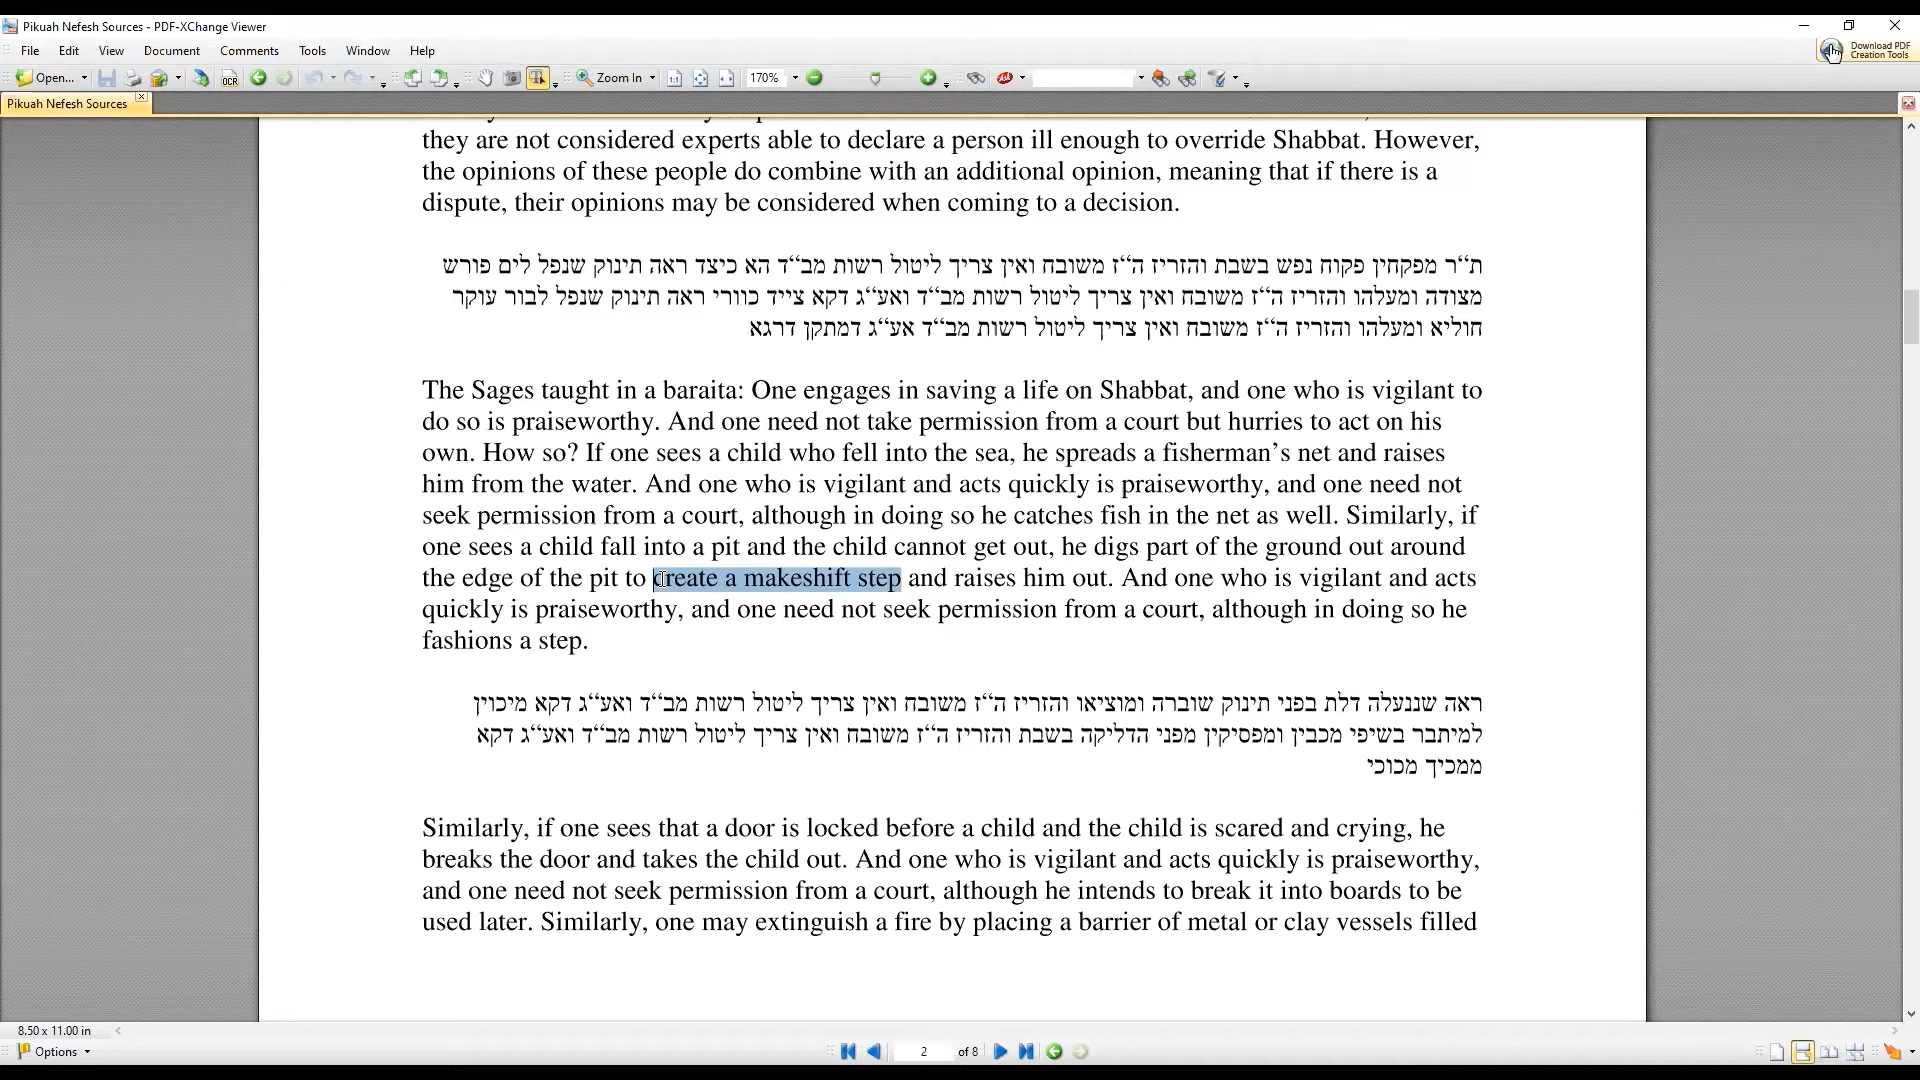 Pikuah Nefesh Sources - PDF-XChange Viewer
File Edit View Document Comments Tools Window Help
Download PDF
Creation Tools
Open...
OCR
Zoom In
170%
Pikuah Nefesh Sources
they are not considered experts able to declare a person ill enough to override Shabbat. However,
the opinions of these people do combine with an additional opinion, meaning that if there is a
dispute, their opinions may be considered when coming to a decision.
ת“ר מפקחין פקוח נפש בשבת והזריז ה“ז משובח ואין צריך ליטול רשות מב“ד הא כיצד ראה תינוק שנפל לים פורש
מצודה ומעלהו והזריז ה“ז משובח ואין צריך ליטול רשות מב“ד ואע“ג דקא צייד כוורי ראה תינוק שנפל לבור עוקר
חוליא ומעלהו והזריז ה“ז משובח ואין צריך ליטול רשות מב“ד אע“ג דמתקן דרגא
The Sages taught in a baraita: One engages in saving a life on Shabbat, and one who is vigilant to
do so is praiseworthy. And one need not take permission from a court but hurries to act on his
own. How so? If one sees a child who fell into the sea, he spreads a fisherman’s net and raises
him from the water. And one who is vigilant and acts quickly is praiseworthy, and one need not
seek permission from a court, although in doing so he catches fish in the net as well. Similarly, if
one sees a child fall into a pit and the child cannot get out, he digs part of the ground out around
the edge of the pit to create a makeshift step and raises him out. And one who is vigilant and acts
quickly is praiseworthy, and one need not seek permission from a court, although in doing so he
fashions a step.
ראה שננעלה דלת בפני תינוק שוברה ומוציאו והזריז ה“ז משובח ואין צריך ליטול רשות מב“ד ואע“ג דקא מיכוין
למיתבר בשיפי מכבין ומפסיקין מפני הדליקה בשבת והזריז ה“ז משובח ואין צריך ליטול רשות מב“ד ואע“ג דקא
ממכיך מכוכי
Similarly, if one sees that a door is locked before a child and the child is scared and crying, he
breaks the door and takes the child out. And one who is vigilant and acts quickly is praiseworthy,
and one need not seek permission from a court, although he intends to break it into boards to be
used later. Similarly, one may extinguish a fire by placing a barrier of metal or clay vessels filled
8.50 x 11.00 in
Options
2 of 8